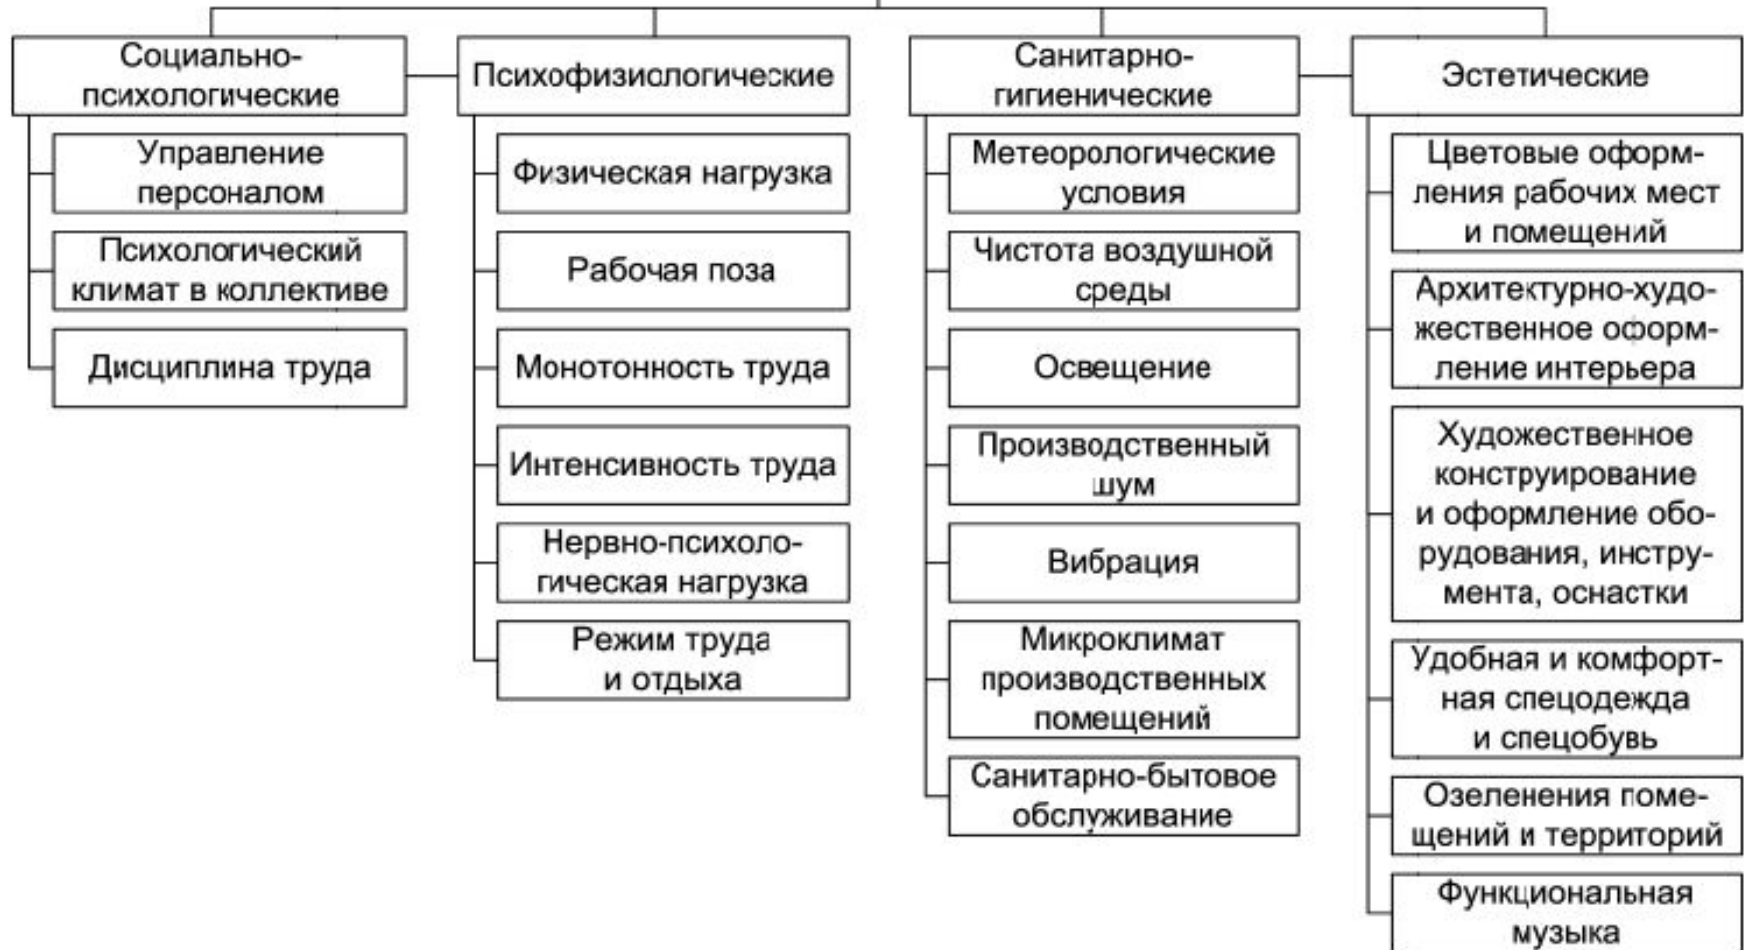 Социально-
психологические
Управление
персоналом
Психологический
климат в коллективе
Дисциплина труда
Психофизиологические
Физическая нагрузка
Рабочая поза
Монотонность труда
Интенсивность труда
Нервно-психоло-
гическая нагрузка
Режим труда
и отдыха
Санитарно-
гигиенические
Метеорологические
условия
Чистота воздушной
среды
Освещение
Производственный
шум
Вибрация
Микроклимат
производственных
помещений
Санитарно-бытовое
обслуживание
Эстетические
Цветовые оформ-
ления рабочих мест
и помещений
Архитектурно-худо-
жественное оформ-
ление интерьера
Художественное
конструирование
и оформление обо-
рудования, инстру-
мента, оснастки
Удобная и комфорт-
ная спецодежда
и спецобувь
Озеленения поме-
щений и территорий
Функциональная
музыка